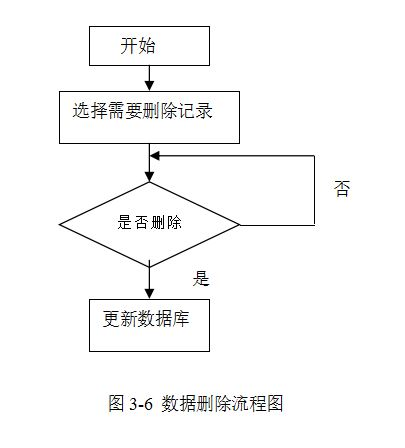 开始
选择需要删除记录
否
是否删除
是
更新数据库
图 3-6 数据删除流程图